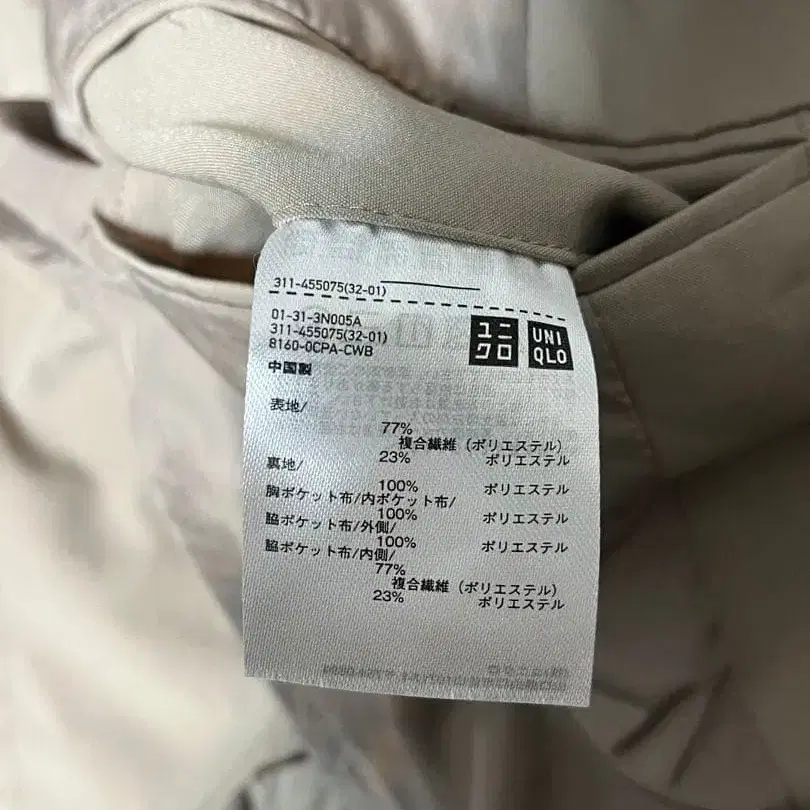 311-455075(32-01)
01-31-3N005A
311-455075(32-01)
8160-0CPA-CWB
ユニクロ
UNI
QLO
中国製
表地/
77%
複合繊維（ポリエステル）
23% ポリエステル
裏地/
100% ポリエステル
胸ポケット布/内ポケット布/
100% ポリエステル
脇ポケット布/外側/
100% ポリエステル
脇ポケット布/内側/
77%
複合繊維（ポリエステル）
23% ポリエステル